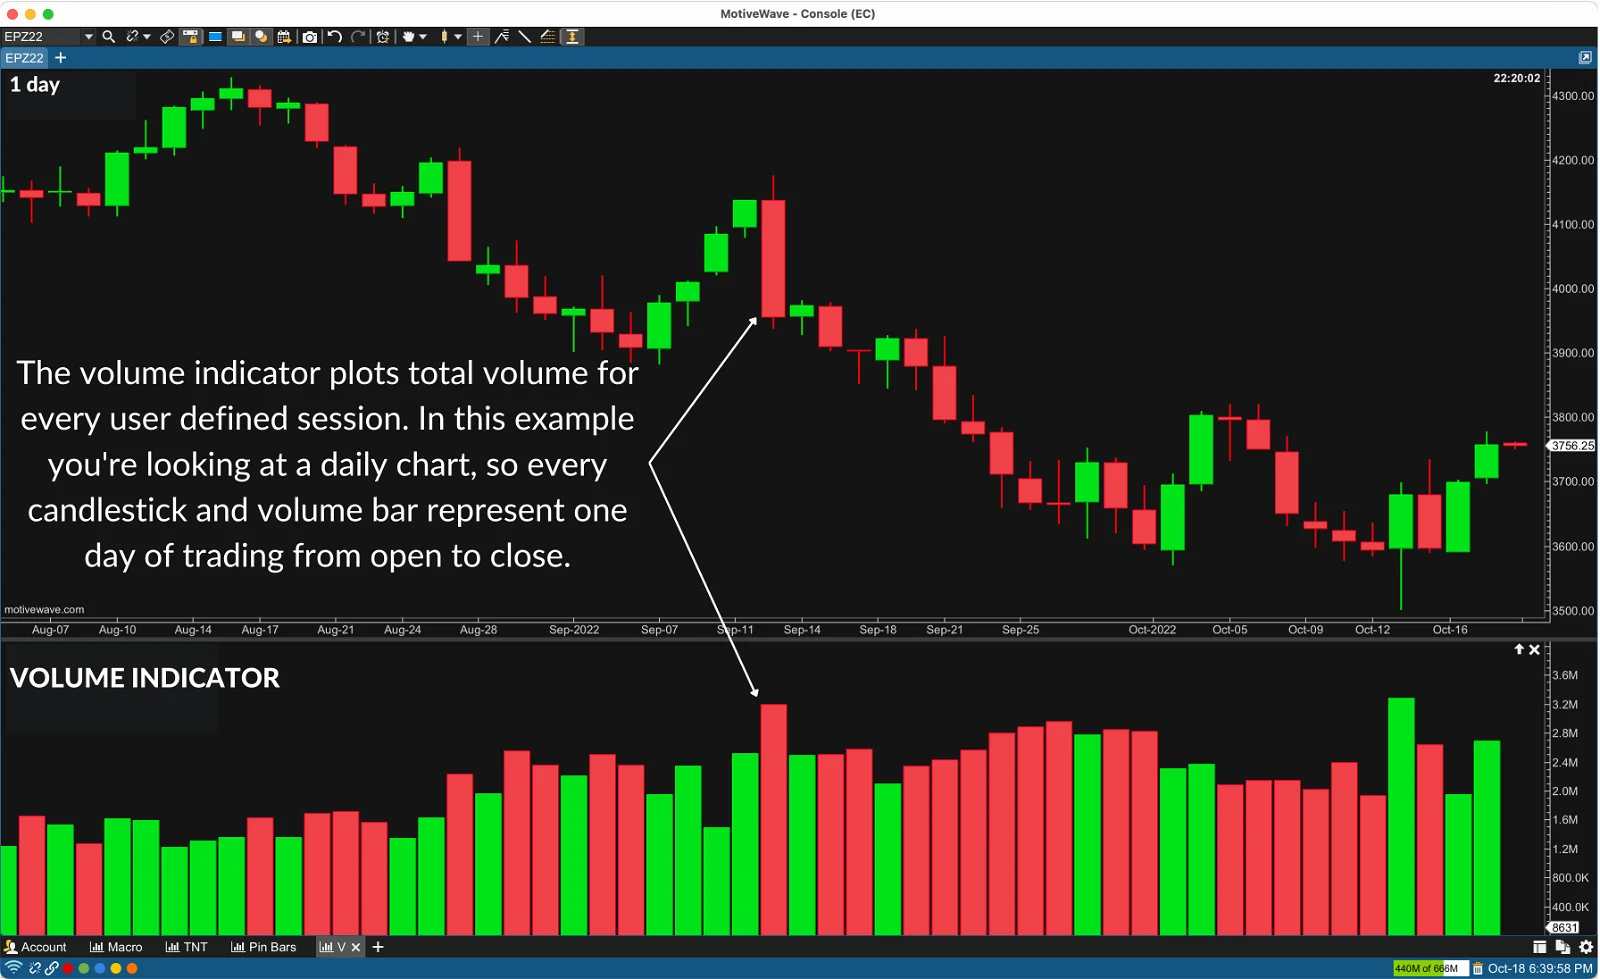 MotiveWave - Console (EC)
EPZ22
EPZ22
1 day
22:20:02
4300.00
4200.00
4100.00
4000.00
3900.00
3800.00
3756.25
3700.00
3600.00
3500.00
The volume indicator plots total volume for
every user defined session. In this example
you're looking at a daily chart, so every
candlestick and volume bar represent one
day of trading from open to close.
motivewave.com
Aug-07 Aug-10 Aug-14 Aug-17 Aug-21 Aug-24 Aug-28 Sep-2022 Sep-07 Sep-11 Sep-14 Sep-18 Sep-21 Sep-25 Oct-2022 Oct-05 Oct-09 Oct-12 Oct-16
VOLUME INDICATOR
3.6M
3.2M
2.8M
2.4M
2.0M
1.6M
1.2M
800.0K
400.0K
8631
Account Macro TNT Pin Bars V
440M of 666M Oct-18 6:39:58 PM